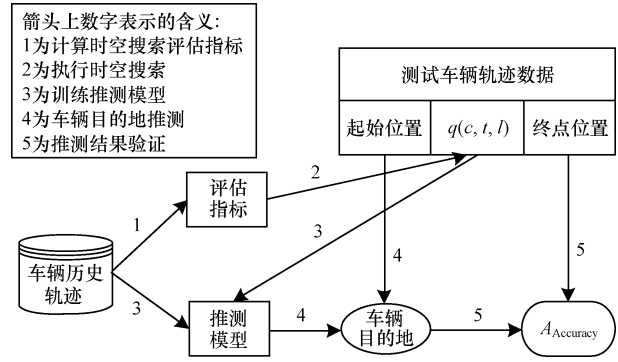 箭头上数字表示的含义:
1为计算时空搜索评估指标
2为执行时空搜索
3为训练推测模型
4为车辆目的地推测
5为推测结果验证
测试车辆轨迹数据
起始位置
q(c, t, l)
终点位置
评估
指标
2
1
3
4
5
车辆历史
轨迹
3
推测
模型
4
车辆
目的地
5
A_Accuracy